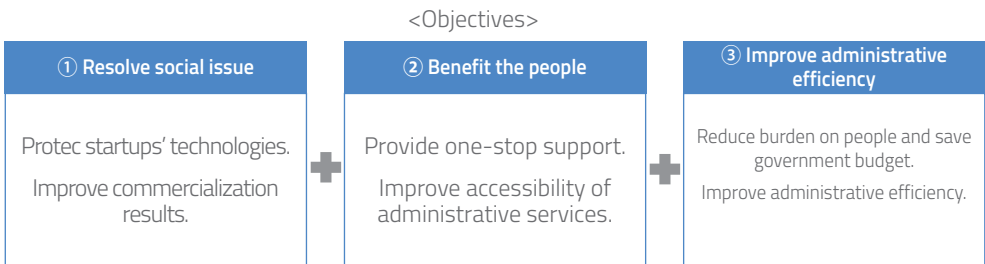 <Objectives>
① Resolve social issue
Protec startups' technologies.
Improve commercialization
results.
② Benefit the people
Provide one-stop support.
Improve accessibility of
administrative services.
③ Improve administrative
efficiency
Reduce burden on people and save
government budget.
Improve administrative efficiency.